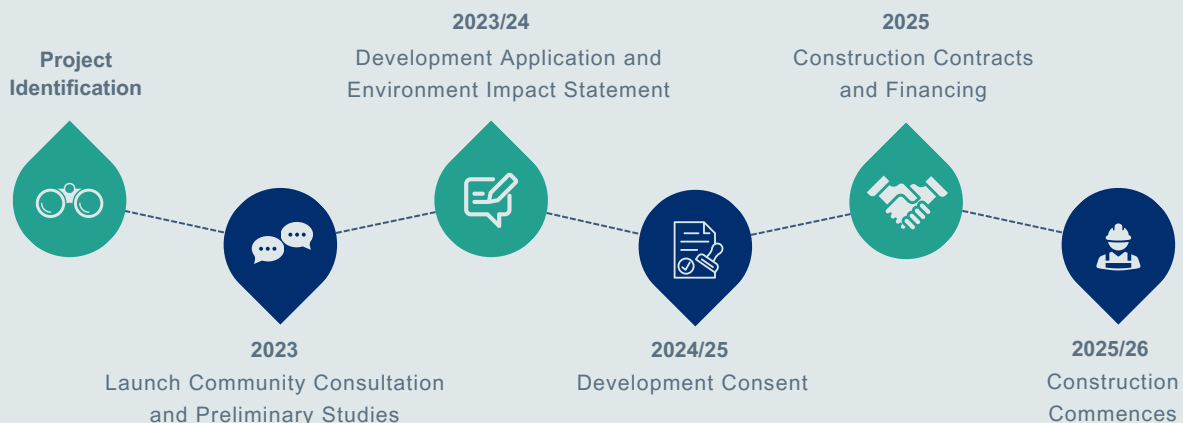 Project
Identification
2023
Launch Community Consultation
and Preliminary Studies
2023/24
Development Application and
Environment Impact Statement
2024/25
Development Consent
2025
Construction Contracts
and Financing
2025/26
Construction
Commences